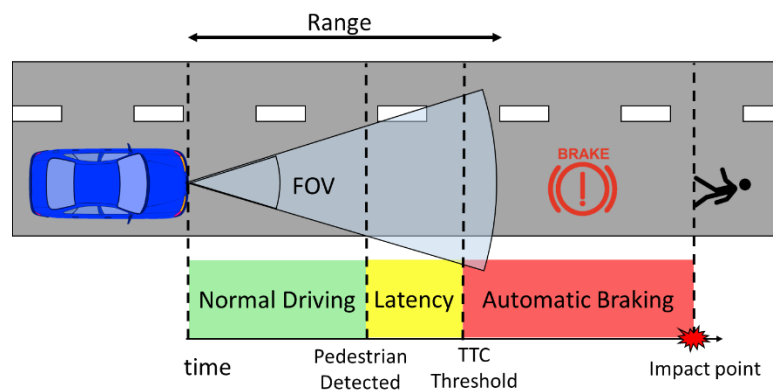 Range
FOV
BRAKE
!
Normal Driving
Latency
Automatic Braking
time
Pedestrian
Detected
TTC
Threshold
Impact point